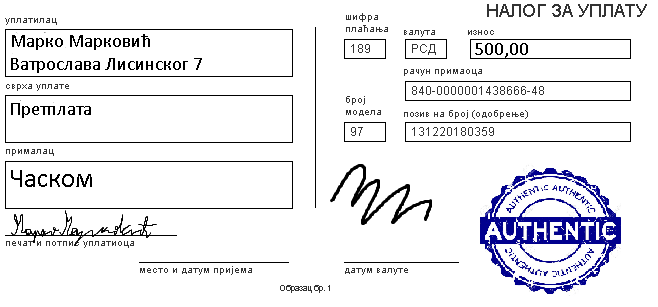 НАЛОГ ЗА УПЛАТУ
уплатилац
Марко Марковић
Ватрослава Лисинског 7
сврха уплате
Претплата
прималац
Часком
Марко Марковић
печат и потпис уплатиоца
место и датум пријема
шифра плаћања
189
валута
РСД
износ
500,00
рачун примаоца
840-0000001438666-48
број модела
97
позив на број (одобрење)
131220180359
датум валуте
AUTHENTIC AUTHENTIC
AUTHENTIC
AUTHENTIC AUTHENTIC
Образац бр. 1